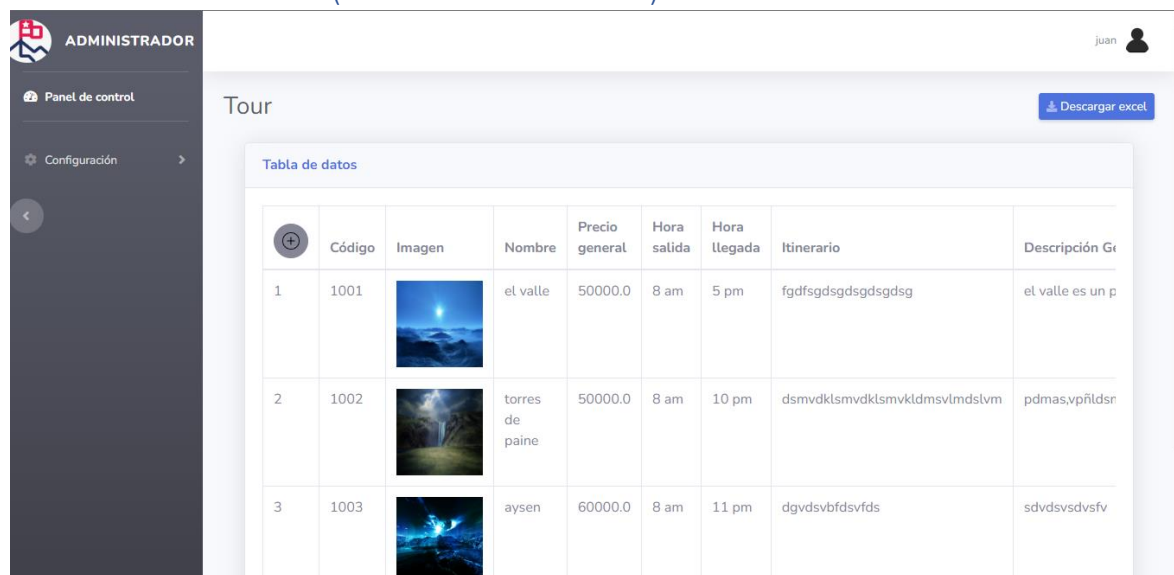 ADMINISTRADOR
juan
Panel de control
Tour
Descargar excel
Configuración
Tabla de datos
Código Imagen Nombre Precio general Hora salida Hora llegada Itinerario Descripción Ge
1 1001 el valle 50000.0 8 am 5 pm fgdfsgdsgdsgdsgdsg el valle es un p
2 1002 torres de paine 50000.0 8 am 10 pm dsmvdklsmvdklsmvkldmsvlmdslvm
3 1003 aysen 60000.0 8 am 11 pm dgvdsvbfdsvfds sdvdsvsdvsfv